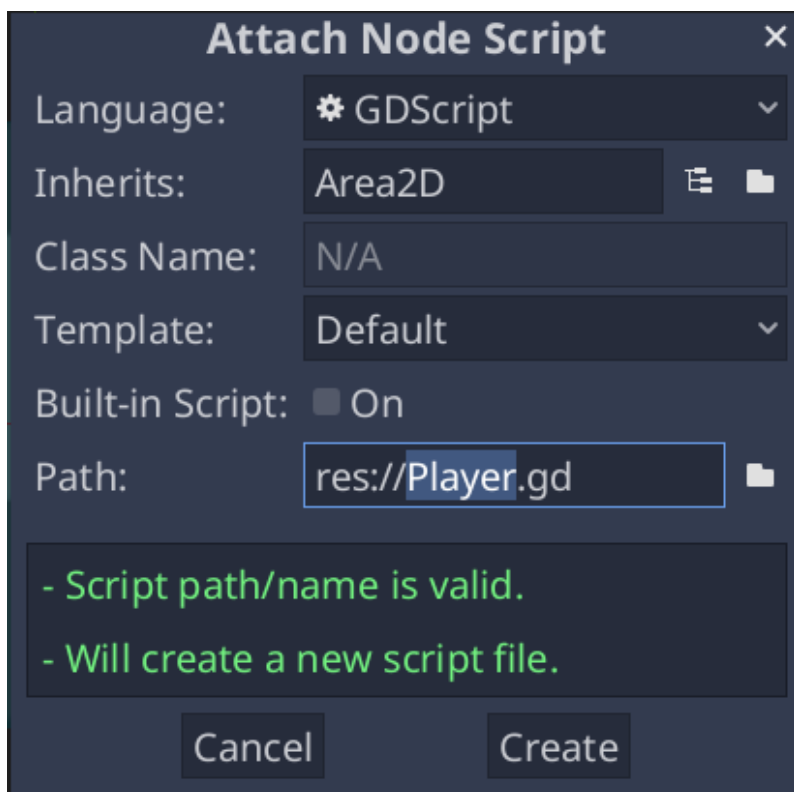 Attach Node Script
Language: GDScript
Inherits: Area2D
Class Name: N/A
Template: Default
Built-in Script: On
Path: res://Player.gd
- Script path/name is valid.
- Will create a new script file.
Cancel Create